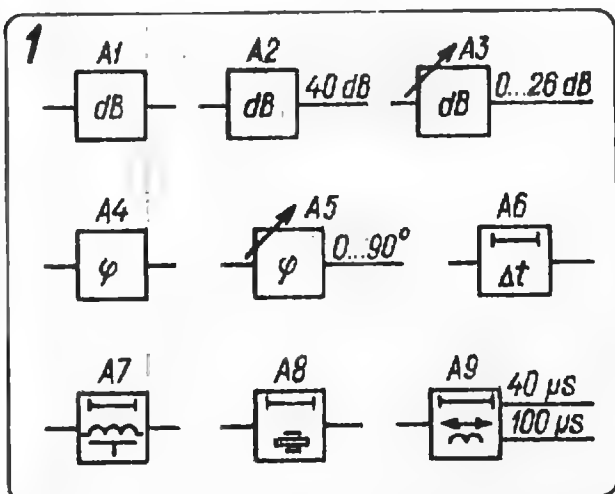 1
A1 A2 A3
dB dB 40 dB dB 0...26 dB
A4 A5 A6
φ φ 0...90° Δt
A7 A8 A9
40 μs
100 μs